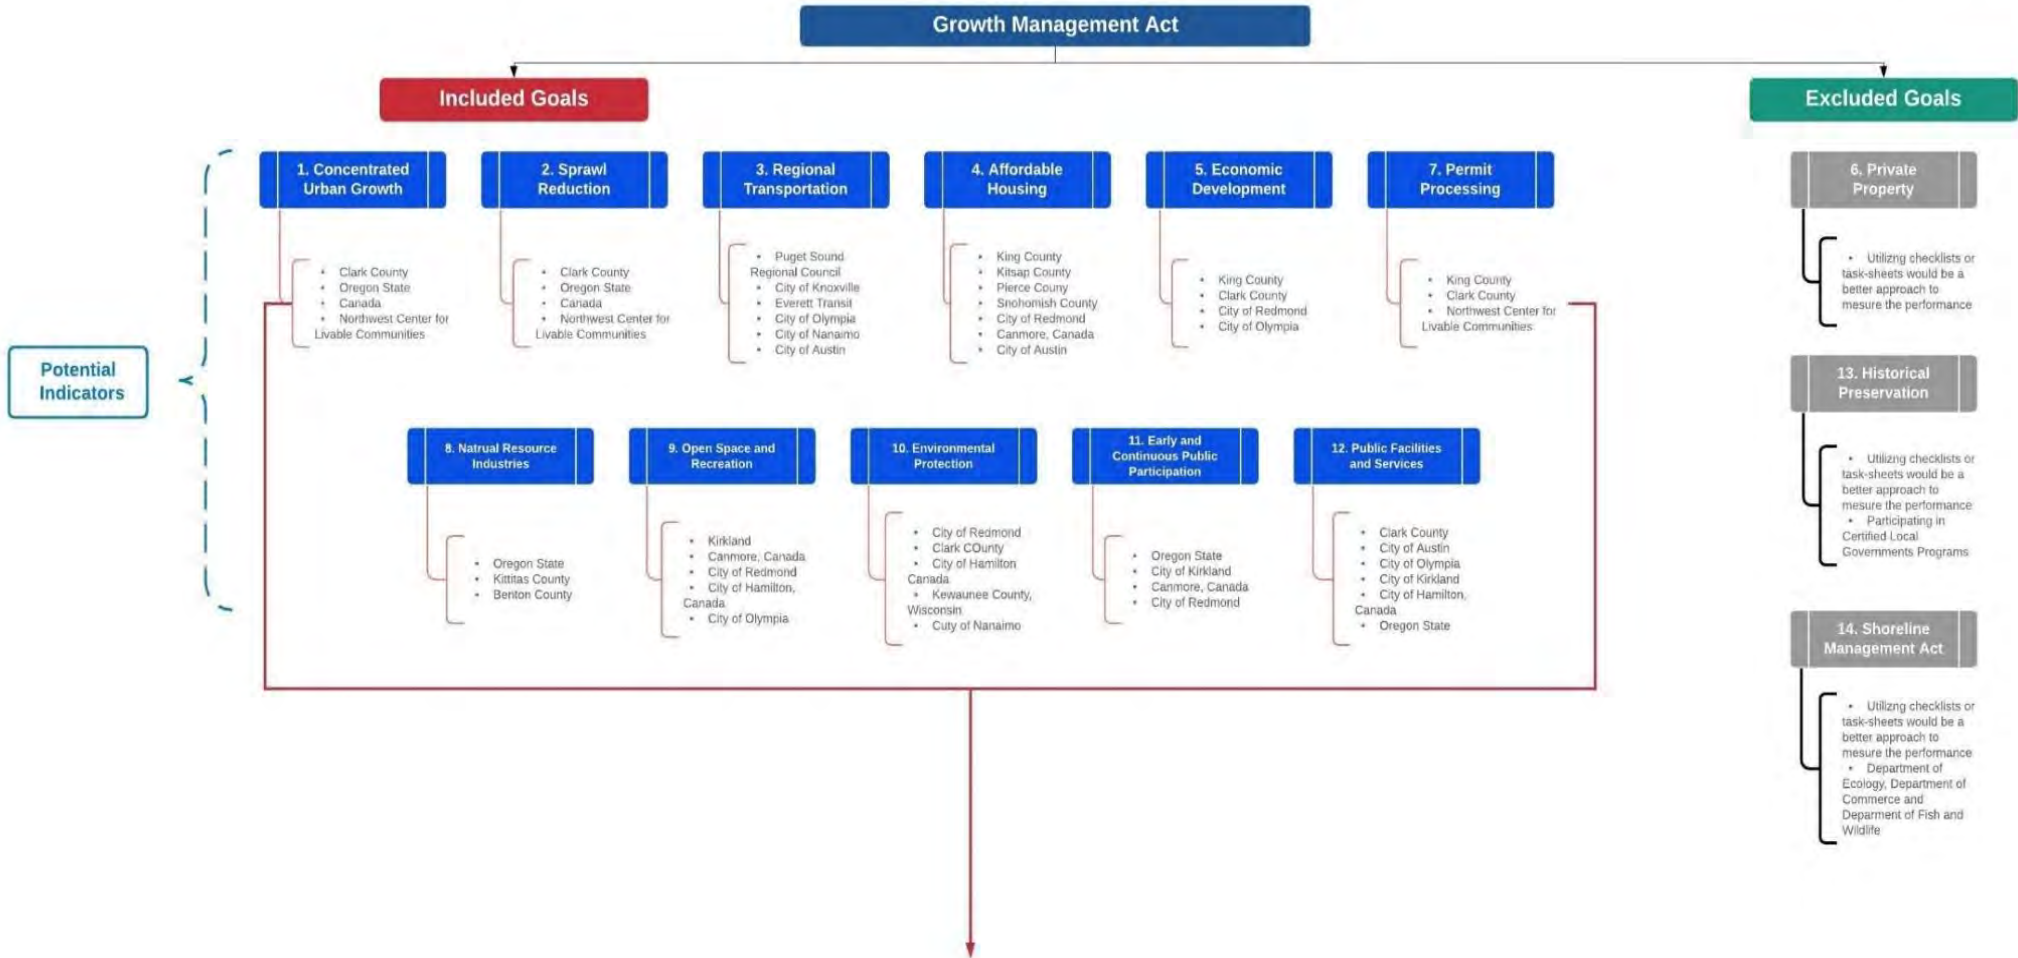 Growth Management Act
Included Goals
Excluded Goals
Potential
Indicators
1. Concentrated
Urban Growth
• Clark County
• Oregon State
• Canada
• Northwest Center for
Livable Communities
2. Sprawl
Reduction
• Clark County
• Oregon State
• Canada
• Northwest Center for
Livable Communities
3. Regional
Transportation
• Puget Sound
Regional Council
• City of Knoxville
• Everett Transit
• City of Olympia
• City of Nanaimo
• City of Austin
4. Affordable
Housing
• King County
• Kitsap County
• Pierce Couny
• Snohomish County
• City of Redmond
• Canmore, Canada
• City of Austin
5. Economic
Development
• King County
• Clark County
• City of Redmond
• City of Olympia
7. Permit
Processing
• King County
• Clark County
• Northwest Center for
Livable Communities
8. Natrual Resource
Industries
• Oregon State
• Kittitas County
• Benton County
9. Open Space and
Recreation
• Kirkland
• Canmore, Canada
• City of Redmond
• City of Hamilton,
Canada
• City of Olympia
10. Environmental
Protection
• City of Redmond
• Clark COunty
• City of Hamilton
Canada
• Kewaunee County,
Wisconsin
• Cuty of Nanaimo
11. Early and
Continuous Public
Participation
• Oregon State
• City of Kirkland
• Canmore, Canada
• City of Redmond
12. Public Facilities
and Services
• Clark County
• City of Austin
• City of Olympia
• City of Kirkland
• City of Hamilton,
Canada
• Oregon State
6. Private
Property
• Utilizng checklists or
task-sheets would be a
better approach to
mesure the performance
13. Historical
Preservation
• Utilizng checklists or
task-sheets would be a
better approach to
mesure the performance
• Participating in
Certified Local
Governments Programs
14. Shoreline
Management Act
• Utilizng checklists or
task-sheets would be a
better approach to
mesure the performance
• Department of
Ecology, Department of
Commerce and
Deparment of Fish and
Wildlife